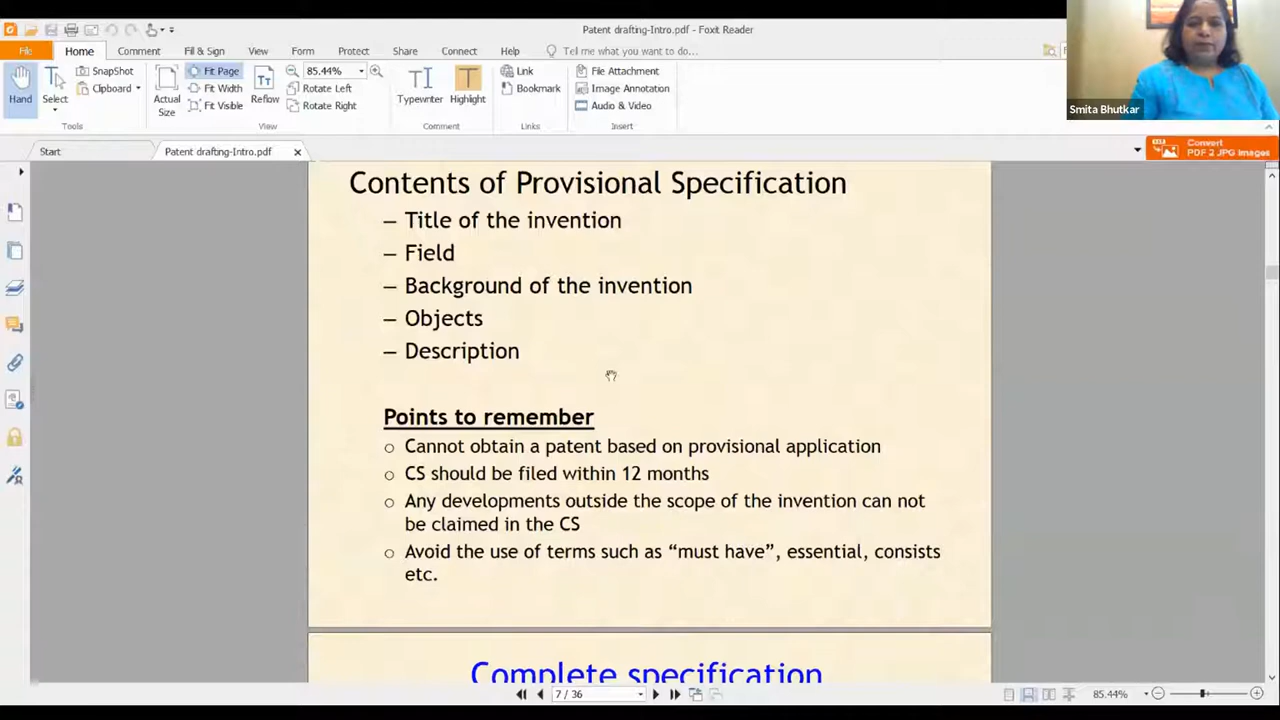 Patent drafting-Intro.pdf - Foxit Reader
File Home Comment Fill & Sign View Form Protect Share Connect Help Tell me what you want to do...
Hand
Select
SnapShot
Clipboard
Tools
Actual Size
Fit Page
Fit Width
Fit Visible
Reflow
85.44%
Rotate Left
Rotate Right
View
Typewriter
Highlight
Comment
Link
Bookmark
Links
File Attachment
Image Annotation
Audio & Video
Insert
Smita Bhutkar
Start
Patent drafting-Intro.pdf
Convert
PDF 2 JPG Images
Contents of Provisional Specification
– Title of the invention
– Field
– Background of the invention
– Objects
– Description
Points to remember
o Cannot obtain a patent based on provisional application
o CS should be filed within 12 months
o Any developments outside the scope of the invention can not
be claimed in the CS
o Avoid the use of terms such as “must have”, essential, consists
etc.
Complete specification
7 / 36
85.44%